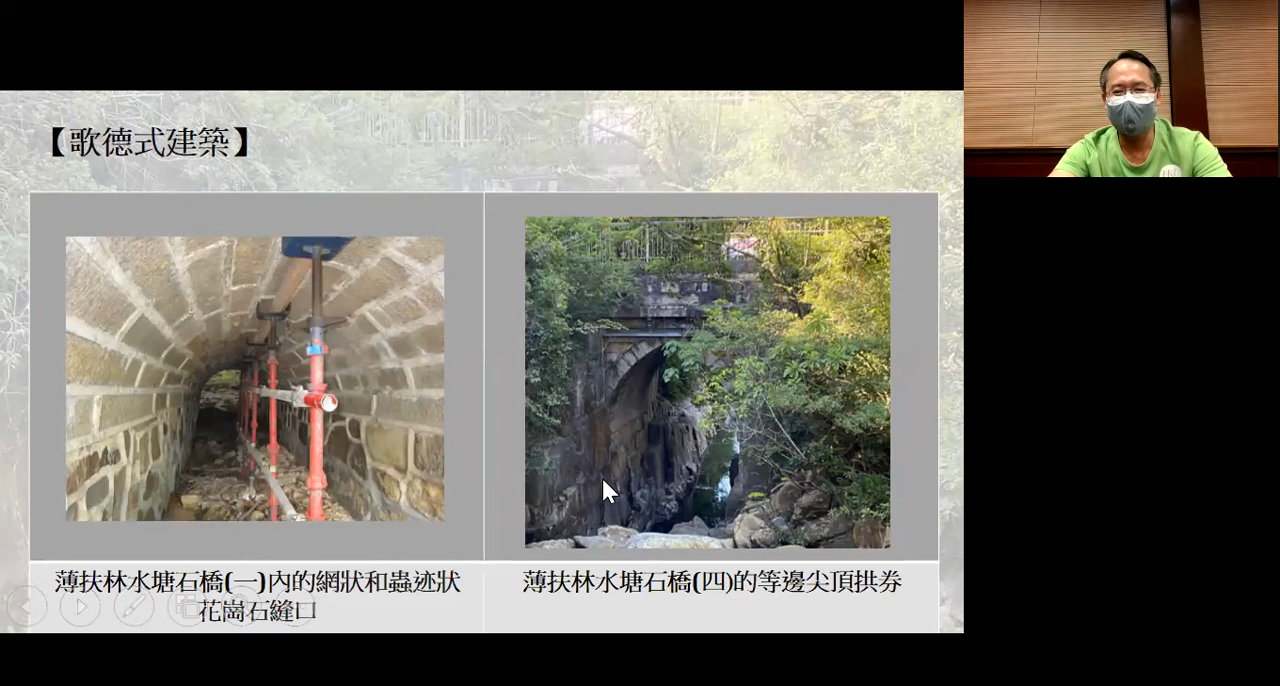 【歌德式建築】
薄扶林水塘石橋(一)內的網狀和蟲迹狀
花崗石縫口
薄扶林水塘石橋(四)的等邊尖頂拱券